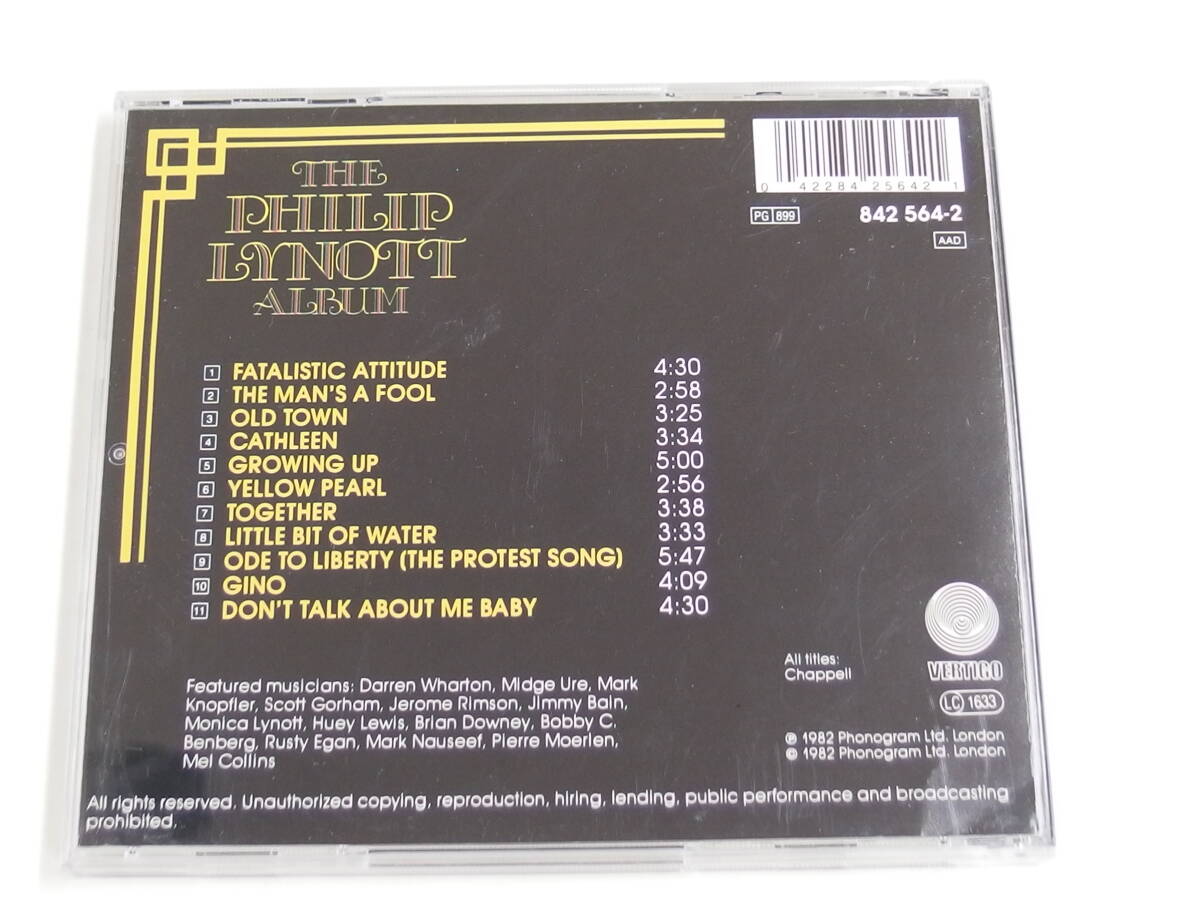 THE
PHILIP
LYNOTT
ALBUM
0 42284 25642 1
PG 899
842 564-2
AAD
1 FATALISTIC ATTITUDE 4:30
2 THE MAN'S A FOOL 2:58
3 OLD TOWN 3:25
4 CATHLEEN 3:34
5 GROWING UP 5:00
6 YELLOW PEARL 2:56
7 TOGETHER 3:38
8 LITTLE BIT OF WATER 3:33
9 ODE TO LIBERTY (THE PROTEST SONG) 5:47
10 GINO 4:09
11 DON'T TALK ABOUT ME BABY 4:30
Featured musicians: Darren Wharton, Midge Ure, Mark
Knopfler, Scott Gorham, Jerome Rimson, Jimmy Bain,
Monica Lynott, Huey Lewis, Brian Downey, Bobby C.
Benberg, Rusty Egan, Mark Nauseef, Pierre Moerlen,
Mel Collins
All titles:
Chappell
VERTIGO
LC 1633
℗ 1982 Phonogram Ltd. London
© 1982 Phonogram Ltd. London
All rights reserved. Unauthorized copying, reproduction, hiring, lending, public performance and broadcasting
prohibited.